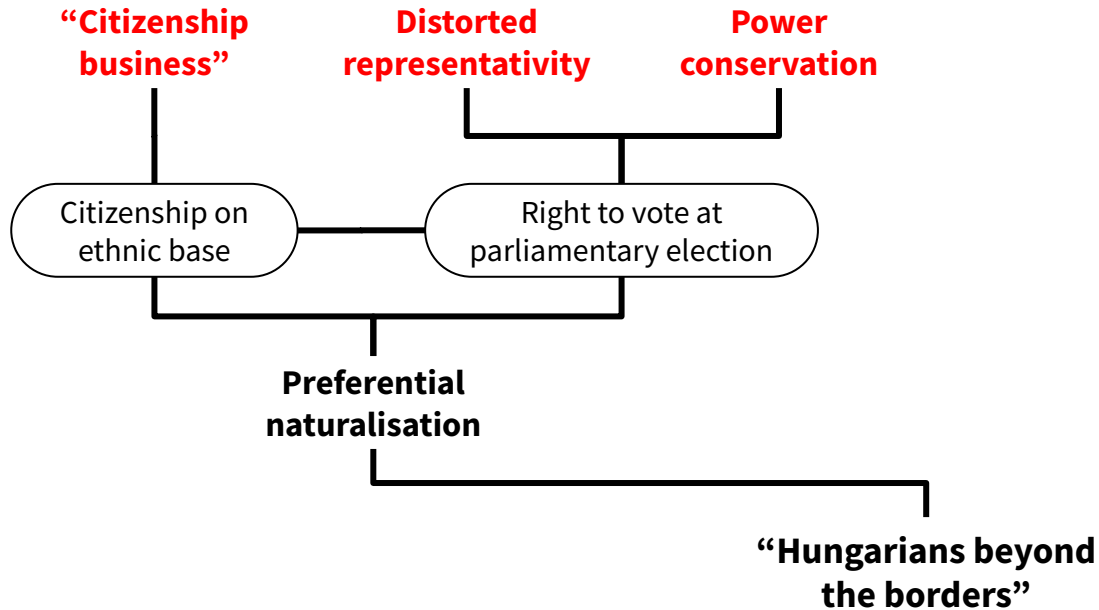 “Citizenship
business”
Distorted
representativity
Power
conservation
Citizenship on
ethnic base
Right to vote at
parliamentary election
Preferential
naturalisation
“Hungarians beyond
the borders”